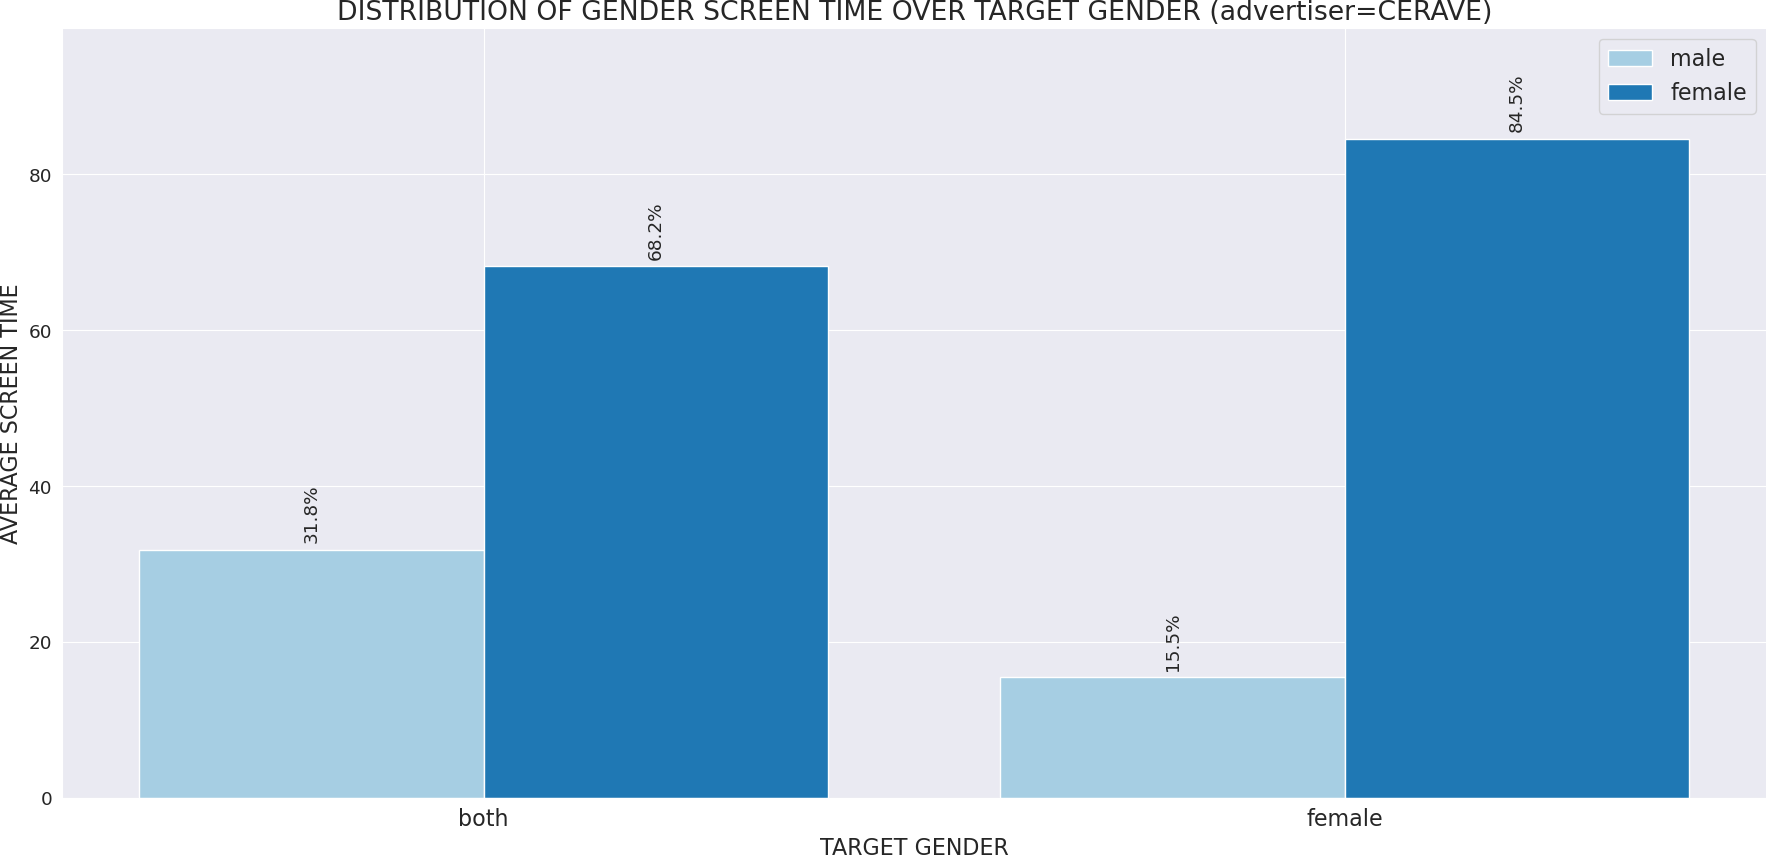 DISTRIBUTION OF GENDER SCREEN TIME OVER TARGET GENDER (advertiser=CERAVE)
male
female
84.5%
80
68.2%
60
AVERAGE SCREEN TIME
40
31.8%
20
15.5%
0
both
female
TARGET GENDER